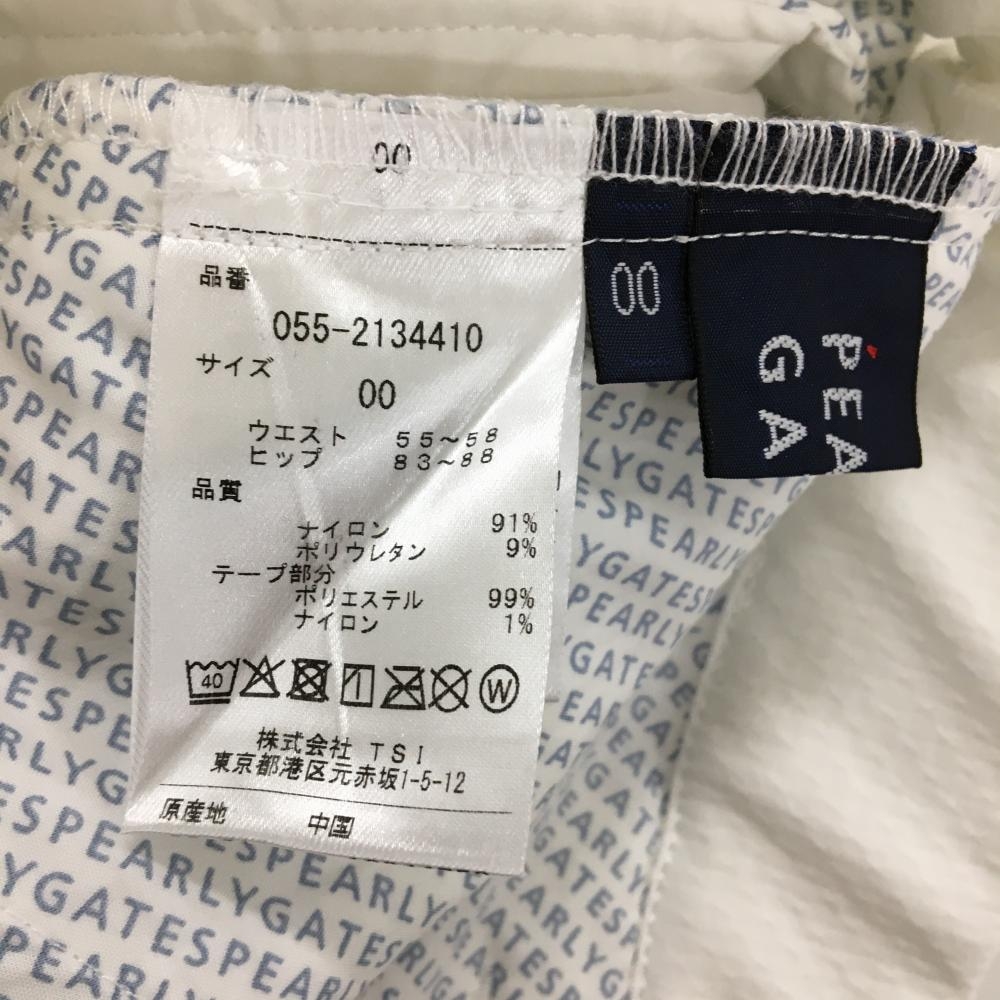 00
品番
055-2134410
サイズ
00
ウエスト 55~58
ヒップ 83~88
品質
ナイロン 91%
ポリウレタン 9%
テープ部分
ポリエステル 99%
ナイロン 1%
40
W
株式会社 TSI
東京都港区元赤坂1-5-12
原産地 中国
00
PEA
GA
PEARLYGATES